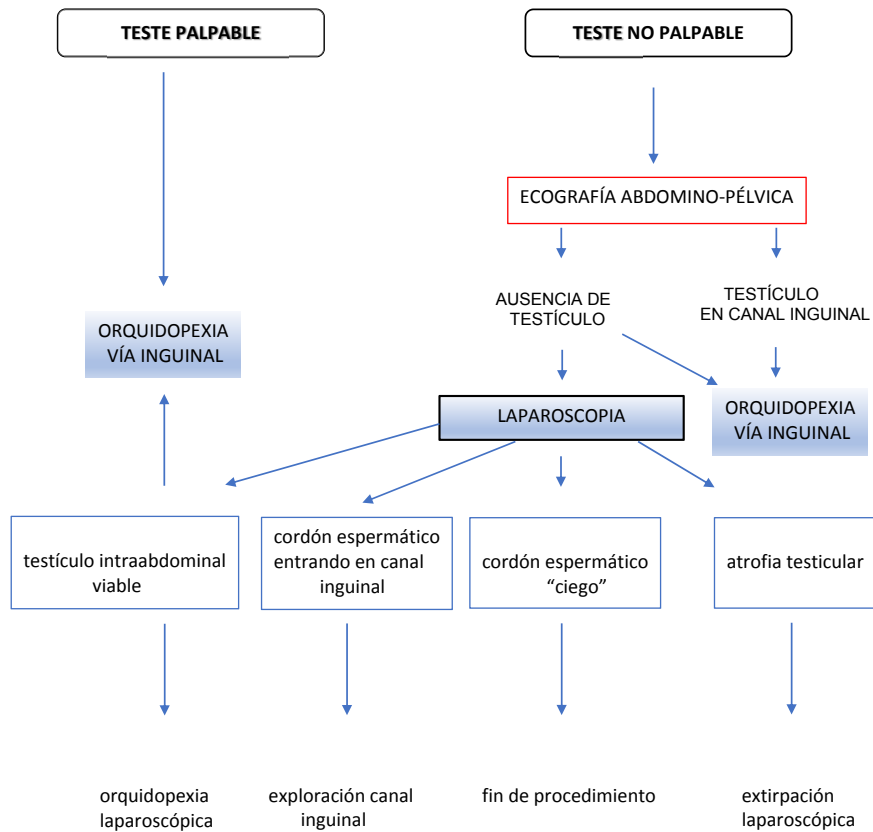 TESTE PALPABLE
TESTE NO PALPABLE
ECOGRAFÍA ABDOMINO-PÉLVICA
AUSENCIA DE
TESTÍCULO
TESTÍCULO
EN CANAL INGUINAL
ORQUIDOPEXIA
VÍA INGUINAL
LAPAROSCOPIA
ORQUIDOPEXIA
VÍA INGUINAL
testículo intraabdominal
viable
cordón espermático
entrando en canal
inguinal
cordón espermático
“ciego”
atrofia testicular
orquidopexia
laparoscópica
exploración canal
inguinal
fin de procedimiento
extirpación
laparoscópica